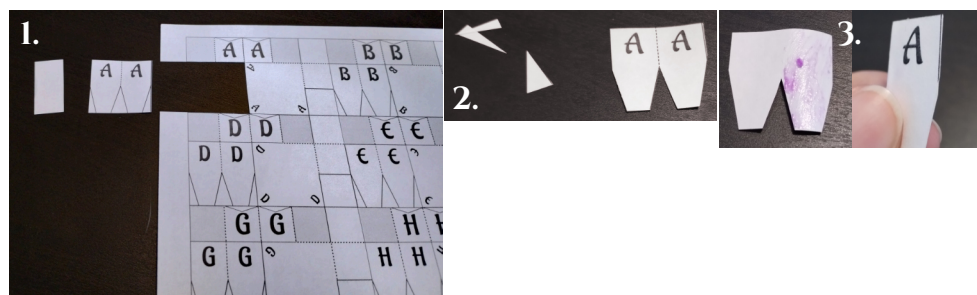 1.
A A B B
A A A B B B
A A B
D D E E
D D D E E E
D D E
G G H H
G G G H H
2.
A A
3.
A